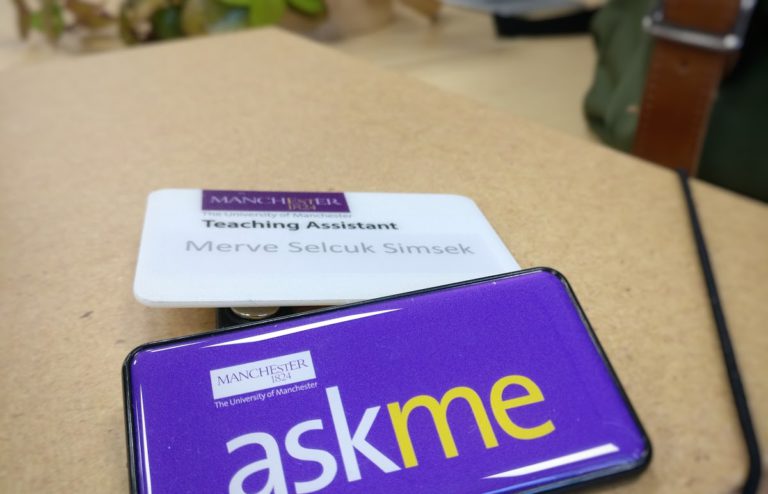 MANCHESTER
1824
The University of Manchester
Teaching Assistant
Merve Selcuk Simsek
MANCHESTER
1824
The University of Manchester
askme